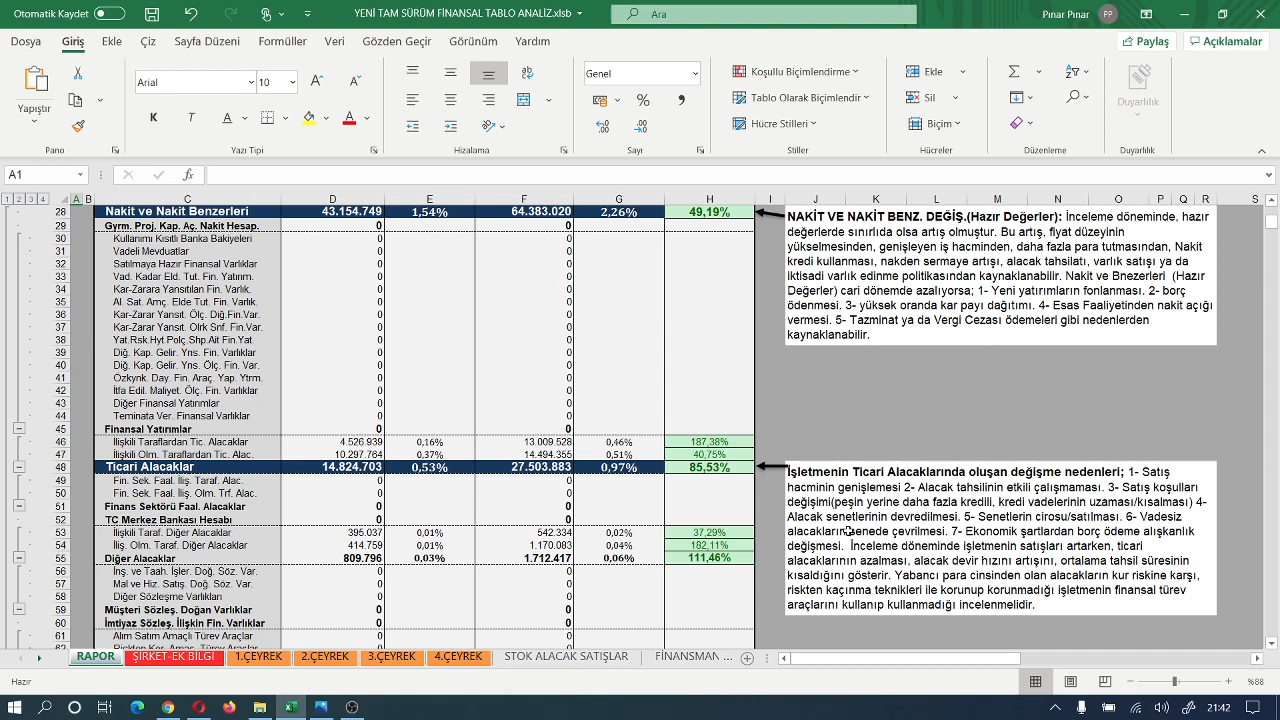 Otomatik Kaydet
YENİ TAM SÜRÜM FİNANSAL TABLO ANALİZ.xlsb
Ara
Pınar Pınar
PP
Dosya Giriş Ekle Çiz Sayfa Düzeni Formüller Veri Gözden Geçir Görünüm Yardım
Paylaş Açıklamalar
Yapıştır
Arial 10
K T A A
Genel
Koşullu Biçimlendirme
Tablo Olarak Biçimlendir
Hücre Stilleri
Ekle
Sil
Biçim
Duyarlılık
Pano Yazı Tipi Hizalama Sayı Stiller Hücreler Düzenleme Duyarlılık
A1
fx
1 2 3 4 A B C D E F G H I J K L M N O P Q R S
28 Nakit ve Nakit Benzerleri 43.154.749 1,54% 64.383.020 2,26% 49,19%
29 Gyrm. Proj. Kap. Aç. Nakit Hesap. 0 0
30 Kullanımı Kısıtlı Banka Bakiyeleri 0 0
31 Vadeli Mevduatlar 0 0
32 Satılmaya Hazır Finansal Varlıklar 0 0
33 Vad. Kadar Eld. Tut. Fin. Yatırım. 0 0
34 Kar-Zarara Yansıtılan Fin. Varlık. 0 0
35 Al. Sat. Amç. Elde Tut. Fin. Varlık. 0 0
36 Kar-Zarar Yansıt. Ölç. Diğ.Fin.Var. 0 0
37 Kar-Zarar Yansıt. Olrk Snf. Fin.Var. 0 0
38 Yat.Rsk.Hyt Polç Shp.Ait Fin.Yat. 0 0
39 Diğ. Kap. Gelir. Yns. Fin. Varlıklar 0 0
40 Diğ. Kap. Gelir. Yns. Ölç. Fin. Var. 0 0
41 Özkynk. Day. Fin. Araç. Yap. Ytrm. 0 0
42 İtfa Edil. Maliyet. Ölç. Fin. Varlık. 0 0
43 Diğer Finansal Yatırımlar 0 0
44 Teminata Ver. Finansal Varlıklar 0 0
45 Finansal Yatırımlar 0 0
46 İlişkili Taraflardan Tic. Alacaklar 4.526.939 0,16% 13.009.528 0,46% 187,38%
47 İlişkili Olm. Taraflardan Tic. Alac. 10.297.764 0,37% 14.494.355 0,51% 40,75%
48 Ticari Alacaklar 14.824.703 0,53% 27.503.883 0,97% 85,53%
49 Fin. Sek. Faal. İliş. Taraf. Alac. 0 0
50 Fin. Sek. Faal. İliş. Olm. Trf. Alac. 0 0
51 Finans Sektörü Faal. Alacaklar 0 0
52 TC Merkez Bankası Hesabı 0 0
53 İlişkili Taraf. Diğer Alacaklar 395.037 0,01% 542.334 0,02% 37,29%
54 İliş. Olm. Taraf. Diğer Alacaklar 414.759 0,01% 1.170.083 0,04% 182,11%
55 Diğer Alacaklar 809.796 0,03% 1.712.417 0,06% 111,46%
56 İnş. ve Taah. İşler. Doğ. Söz. Var. 0 0
57 Mal ve Hiz. Satış. Doğ. Söz. Var. 0 0
58 Diğer Sözleşme Varlıkları 0 0
59 Müşteri Sözleş. Doğan Varlıklar 0 0
60 İmtiyaz Sözleş. İlişkin Fin. Varlıklar 0 0
61 Alım Satım Amaçlı Türev Araçlar 0 0
62 Riskten Kor. Amaç. Türev Araçlar 0 0
NAKİT VE NAKİT BENZ. DEĞİŞ.(Hazır Değerler): İnceleme döneminde, hazır
değerlerde sınırlıda olsa artış olmuştur. Bu artış, fiyat düzeyinin
yükselmesinden, genişleyen iş hacminden, daha fazla para tutmasından, Nakit
kredi kullanması, nakden sermaye artışı, alacak tahsilatı, varlık satışı ya da
iktisadi varlık edinme politikasından kaynaklanabilir. Nakit ve Bnezerleri (Hazır
Değerler) cari dönemde azalıyorsa; 1- Yeni yatırımların fonlanması. 2- borç
ödenmesi. 3- yüksek oranda kar payı dağıtımı. 4- Esas Faaliyetinden nakit açığı
vermesi. 5- Tazminat ya da Vergi Cezası ödemeleri gibi nedenlerden
kaynaklanabilir.
İşletmenin Ticari Alacaklarında oluşan değişme nedenleri; 1- Satış
hacminin genişlemesi 2- Alacak tahsilinin etkili çalışmaması. 3- Satış koşulları
değişimi(peşin yerine daha fazla kredili, kredi vadelerinin uzaması/kısalması) 4-
Alacak senetlerinin devredilmesi. 5- Senetlerin cirosu/satılması. 6- Vadesiz
alacakların senede çevrilmesi. 7- Ekonomik şartlardan borç ödeme alışkanlık
değişmesi. İnceleme döneminde işletmenin satışları artarken, ticari
alacaklarının azalması, alacak devir hızını artışını, ortalama tahsil süresinin
kısaldığını gösterir. Yabancı para cinsinden olan alacakların kur riskine karşı,
riskten kaçınma teknikleri ile korunup korunmadığı işletmenin finansal türev
araçlarını kullanıp kullanmadığı incelenmelidir.
RAPOR ŞİRKET-EK BİLGİ 1.ÇEYREK 2.ÇEYREK 3.ÇEYREK 4.ÇEYREK STOK ALACAK SATIŞLAR FİNANSMAN ...
Hazır
%88
21:42